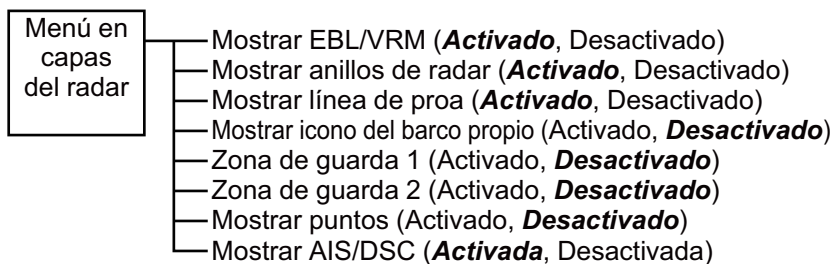 Menú en
capas
del radar
Mostrar EBL/VRM (Activado, Desactivado)
Mostrar anillos de radar (Activado, Desactivado)
Mostrar línea de proa (Activado, Desactivado)
Mostrar icono del barco propio (Activado, Desactivado)
Zona de guarda 1 (Activado, Desactivado)
Zona de guarda 2 (Activado, Desactivado)
Mostrar puntos (Activado, Desactivado)
Mostrar AIS/DSC (Activada, Desactivada)